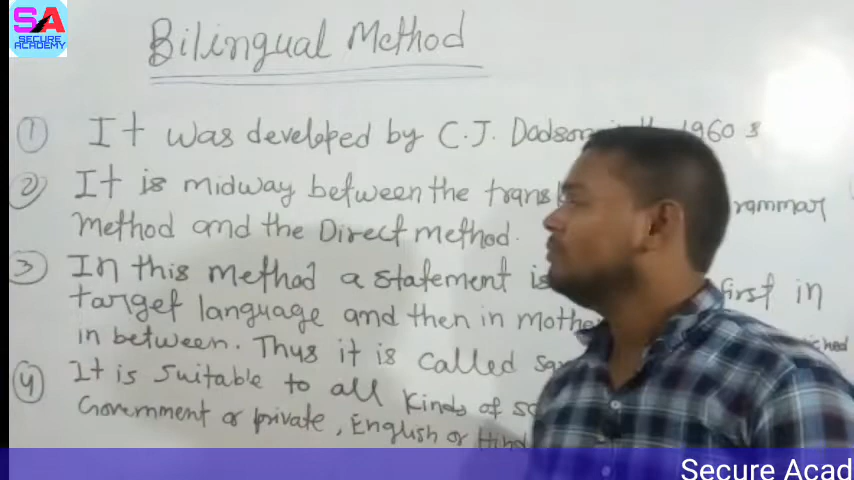 SA
SECURE
ACADEMY
Bilingual Method
① It was developed by C.J. Dodson 1960s
② It is midway between the rammar
method and the Direct method.
③ In this method a statement is first in
target language and then in
in between. Thus it is called
④ It is suitable to all kinds of
Government or private, English or
Secure Acad